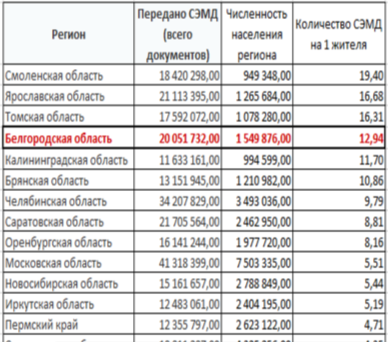 Регион Передано СЭМД (всего документов) Численность населения региона Количество СЭМД на 1 жителя
Смоленская область 18 420 298,00 949 348,00 19,40
Ярославская область 21 113 395,00 1 265 684,00 16,68
Томская область 17 592 072,00 1 078 280,00 16,31
Белгородская область 20 051 732,00 1 549 876,00 12,94
Калининградская область 11 633 161,00 994 599,00 11,70
Брянская область 13 151 945,00 1 210 982,00 10,86
Челябинская область 34 207 829,00 3 493 036,00 9,79
Саратовская область 21 705 564,00 2 462 950,00 8,81
Оренбургская область 16 141 244,00 1 977 720,00 8,16
Московская область 41 318 399,00 7 503 335,00 5,51
Новосибирская область 15 161 657,00 2 788 849,00 5,44
Иркутская область 12 483 061,00 2 404 195,00 5,19
Пермский край 12 355 797,00 2 623 122,00 4,71